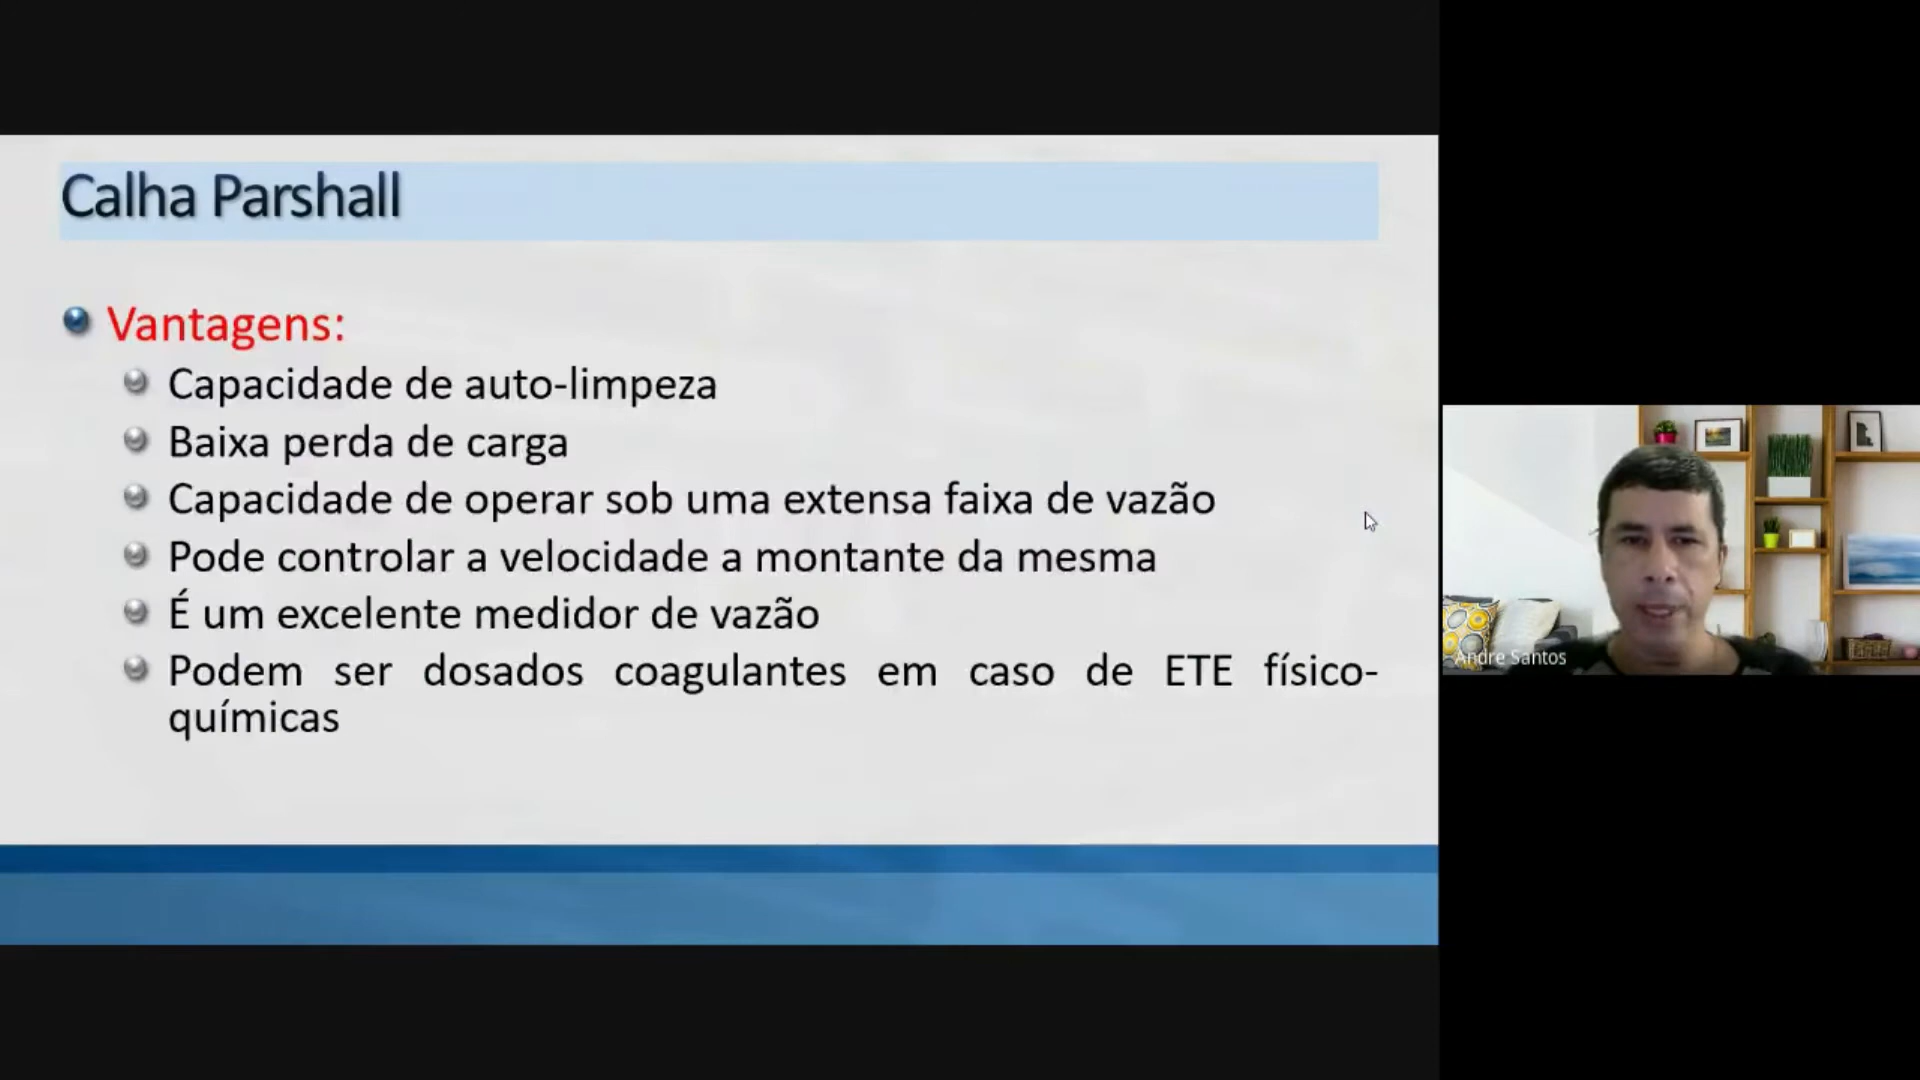 Calha Parshall
Vantagens:
Capacidade de auto-limpeza
Baixa perda de carga
Capacidade de operar sob uma extensa faixa de vazão
Pode controlar a velocidade a montante da mesma
É um excelente medidor de vazão
Podem ser dosados coagulantes em caso de ETE físico-
químicas
Andre Santos